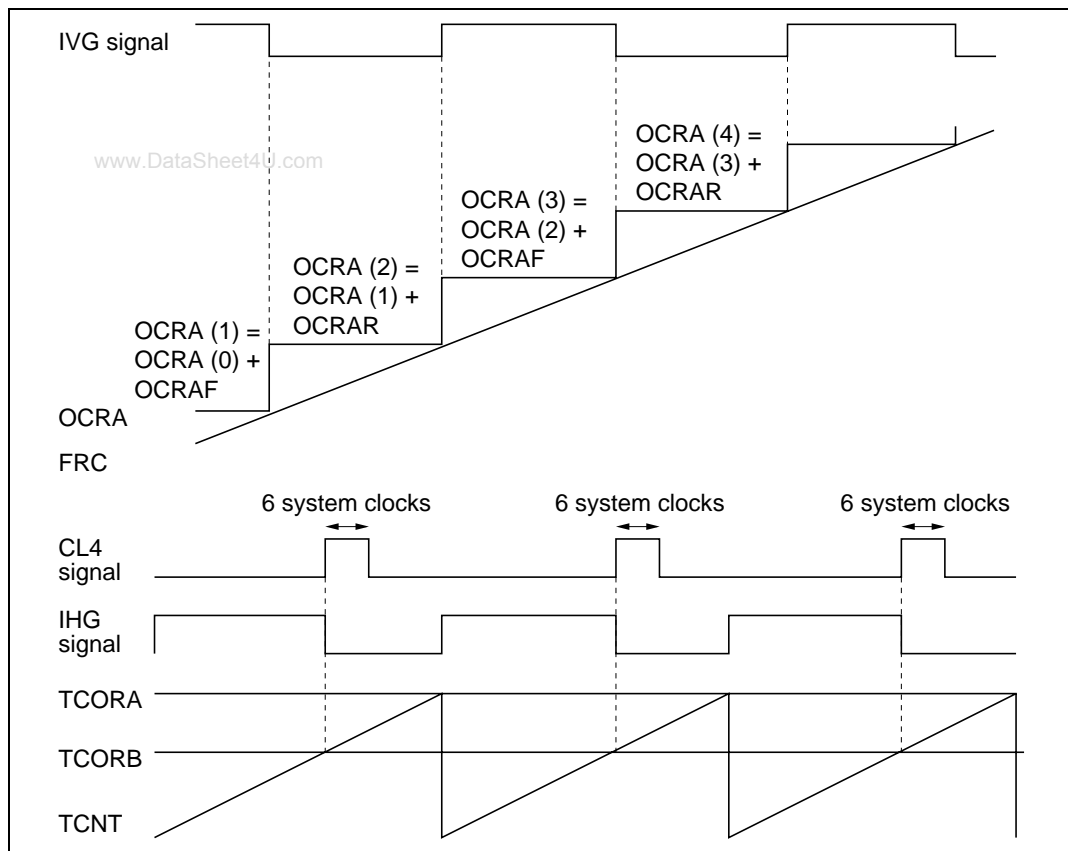 IVG signal
www.DataSheet4U.com
OCRA (4) =
OCRA (3) +
OCRAR
OCRA (3) =
OCRA (2) +
OCRAF
OCRA (2) =
OCRA (1) +
OCRAR
OCRA (1) =
OCRA (0) +
OCRAF
OCRA
FRC
6 system clocks
6 system clocks
6 system clocks
CL4
signal
IHG
signal
TCORA
TCORB
TCNT